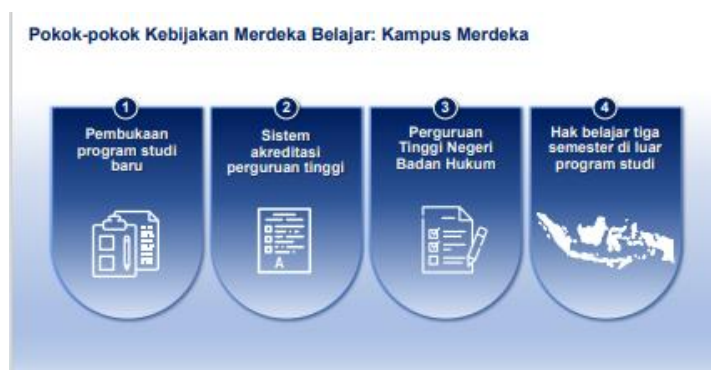 Pokok-pokok Kebijakan Merdeka Belajar: Kampus Merdeka
1
Pembukaan
program studi
baru
2
Sistem
akreditasi
perguruan tinggi
3
Perguruan
Tinggi Negeri
Badan Hukum
4
Hak belajar tiga
semester di luar
program studi
A